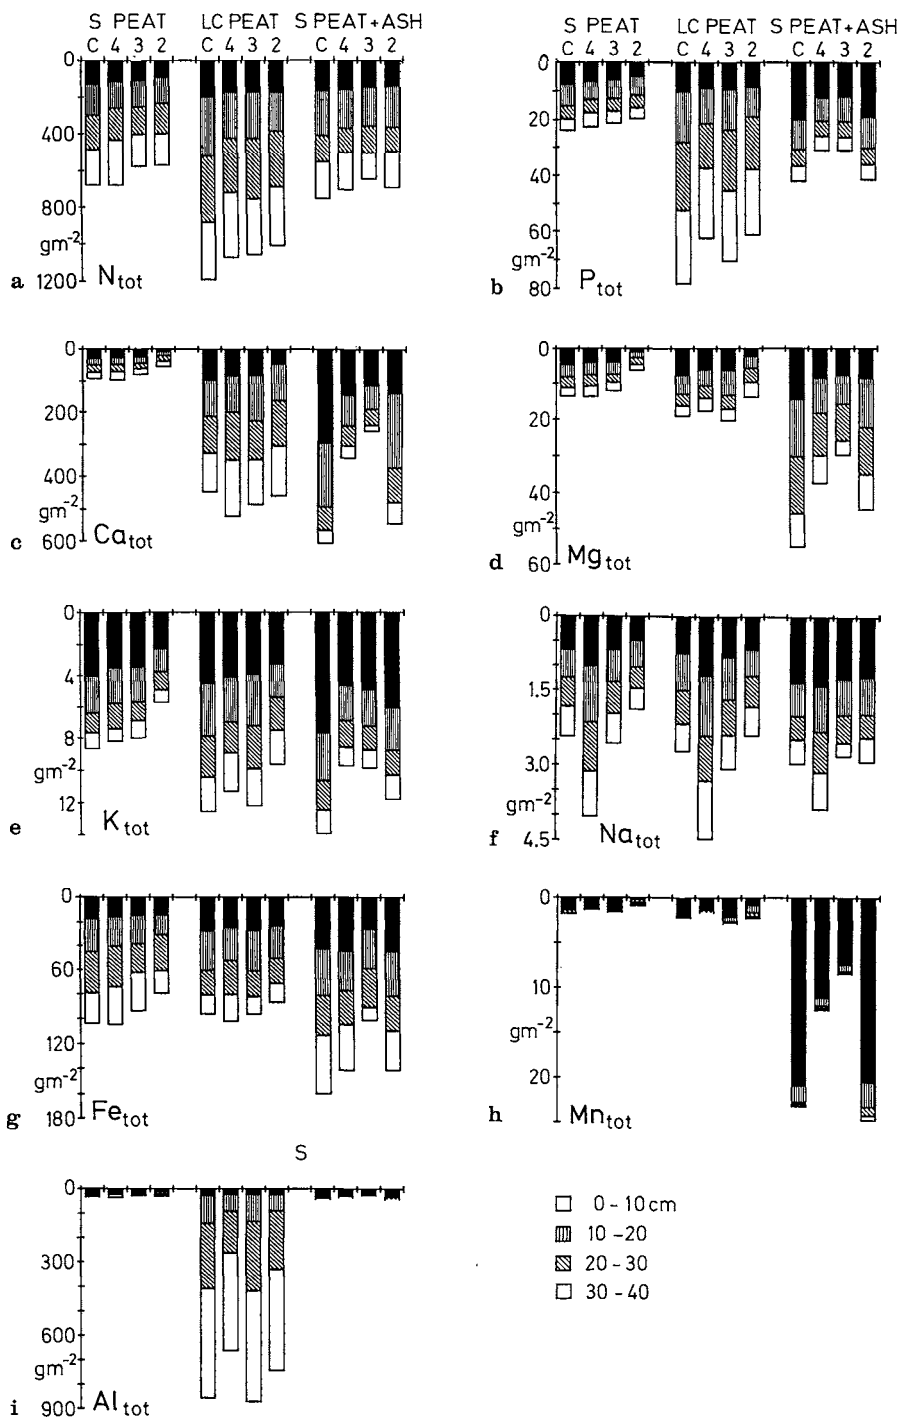 S PEAT LC PEAT S PEAT+ASH
C 4 3 2 C 4 3 2 C 4 3 2
0
400
800
gm-2
1200
a Ntot
S PEAT LC PEAT S PEAT+ASH
C 4 3 2 C 4 3 2 C 4 3 2
0
20
40
60
gm-2
80
b Ptot
0
200
400
gm-2
600
c Catot
0
20
40
gm-2
60
d Mgtot
0
4
8
gm-2
12
e Ktot
0
1.5
3.0
gm-2
4.5
f Natot
0
60
120
gm-2
180
g Fetot
0
10
gm-2
20
h Mntot
S
0
300
600
gm-2
900
i Altot
0-10cm
10-20
20-30
30-40